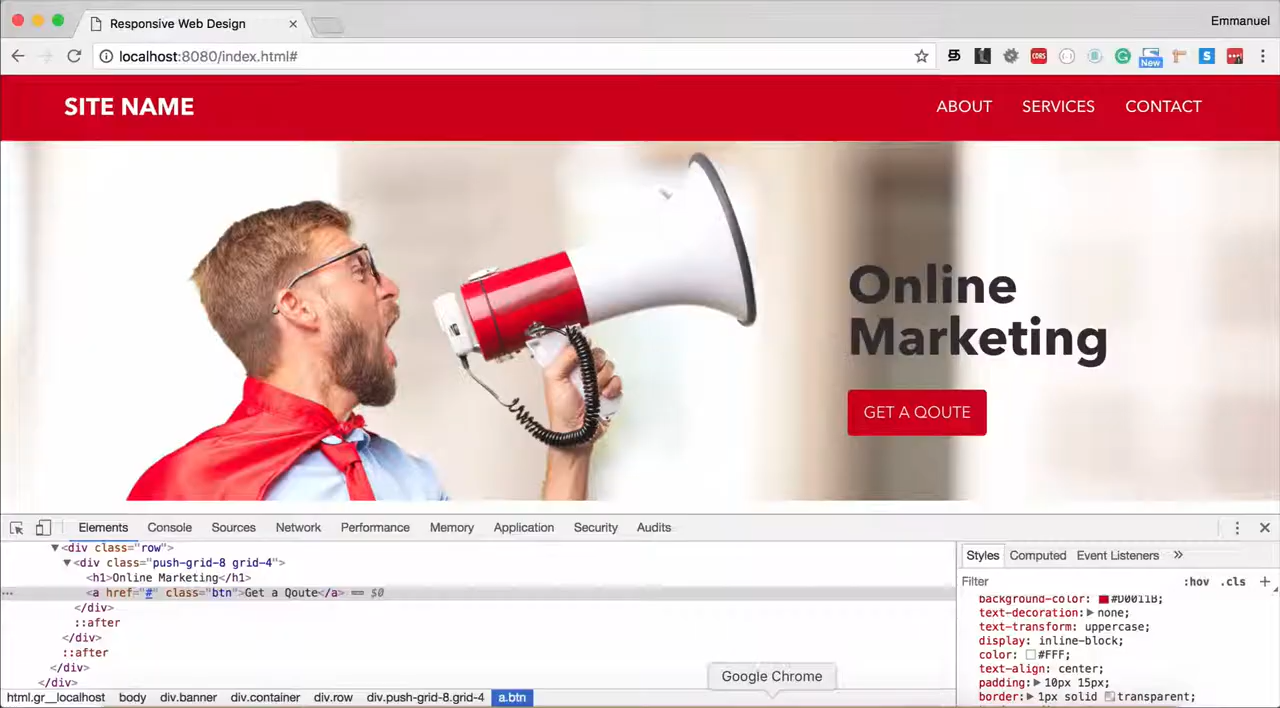 Responsive Web Design
Emmanuel
localhost:8080/index.html#
CORS
New
S
SITE NAME
ABOUT SERVICES CONTACT
Online
Marketing
GET A QOUTE
Elements Console Sources Network Performance Memory Application Security Audits
<div class="row">
<div class="push-grid-8 grid-4">
<h1>Online Marketing</h1>
... <a href="#" class="btn">Get a Qoute</a> == $0
</div>
::after
</div>
::after
</div>
</div>
html.gr__localhost body div.banner div.container div.row div.push-grid-8.grid-4 a.btn
Styles Computed Event Listeners »
Filter :hov .cls +
background-color: #D0011B;
text-decoration: none;
text-transform: uppercase;
display: inline-block;
color: #FFF;
text-align: center;
padding: 10px 15px;
border: 1px solid transparent;
Google Chrome